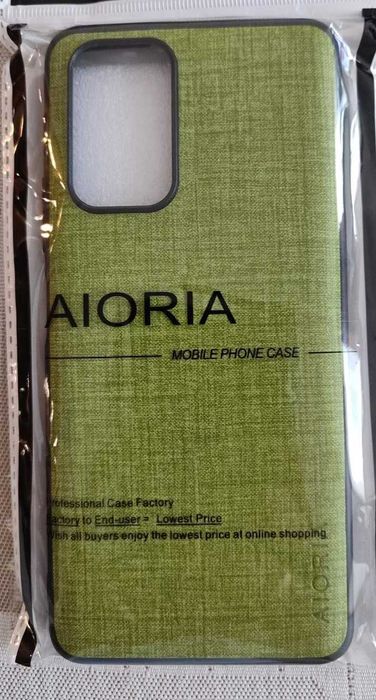 AIORIA
MOBILE PHONE CASE
Professional Case Factory
Factory to End-user = Lowest Price
Wish all buyers enjoy the lowest price at online shopping
AIORI